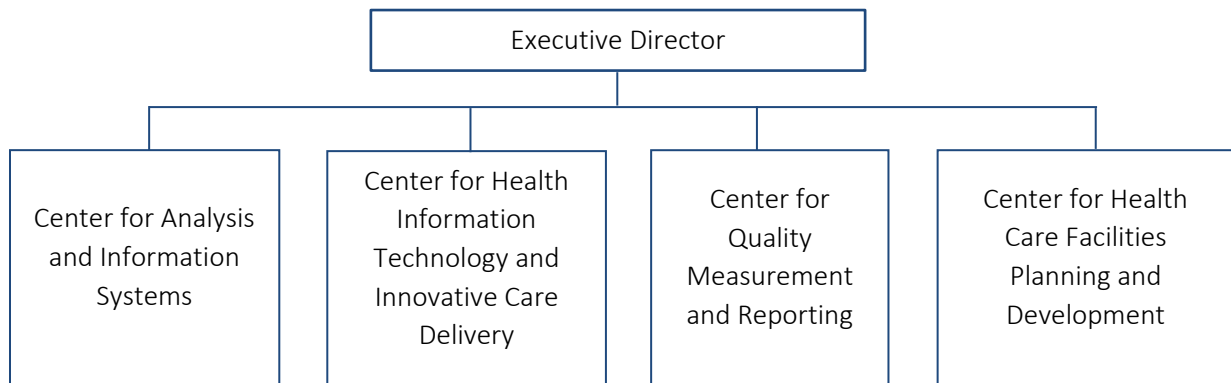 Executive Director
Center for Analysis
and Information
Systems
Center for Health
Information
Technology and
Innovative Care
Delivery
Center for
Quality
Measurement
and Reporting
Center for Health
Care Facilities
Planning and
Development